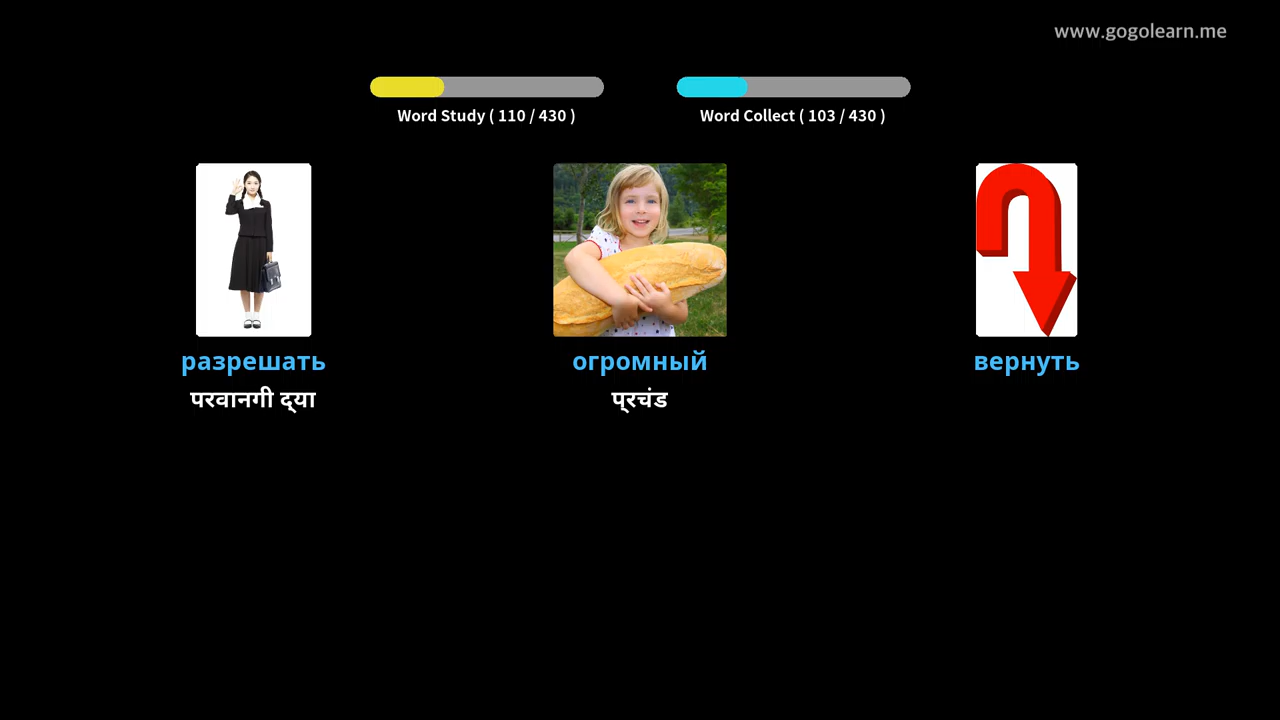 www.gogolearn.me
Word Study ( 110 / 430 )
Word Collect ( 103 / 430 )
разрешать
огромный
вернуть
परवानगी द्या
प्रचंड